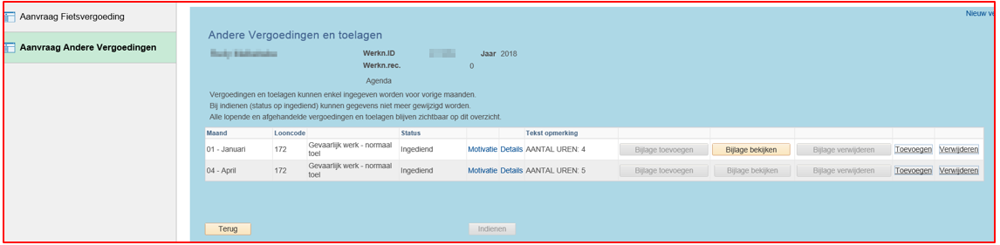 Aanvraag Fietsvergoeding
Nieuw ve
Aanvraag Andere Vergoedingen
Andere Vergoedingen en toelagen
Werkn.ID Jaar 2018
Werkn.rec. 0
Agenda
Vergoedingen en toelagen kunnen enkel ingegeven worden voor vorige maanden.
Bij indienen (status op ingediend) kunnen gegevens niet meer gewijzigd worden.
Alle lopende en afgehandelde vergoedingen en toelagen blijven zichtbaar op dit overzicht.
Maand Looncode Status Tekst opmerking
01 - Januari 172 Gevaarlijk werk - normaal toel Ingediend Motivatie Details AANTAL UREN: 4 Bijlage toevoegen Bijlage bekijken Bijlage verwijderen Toevoegen Verwijderen
04 - April 172 Gevaarlijk werk - normaal toel Ingediend Motivatie Details AANTAL UREN: 5 Bijlage toevoegen Bijlage bekijken Bijlage verwijderen Toevoegen Verwijderen
Terug Indienen